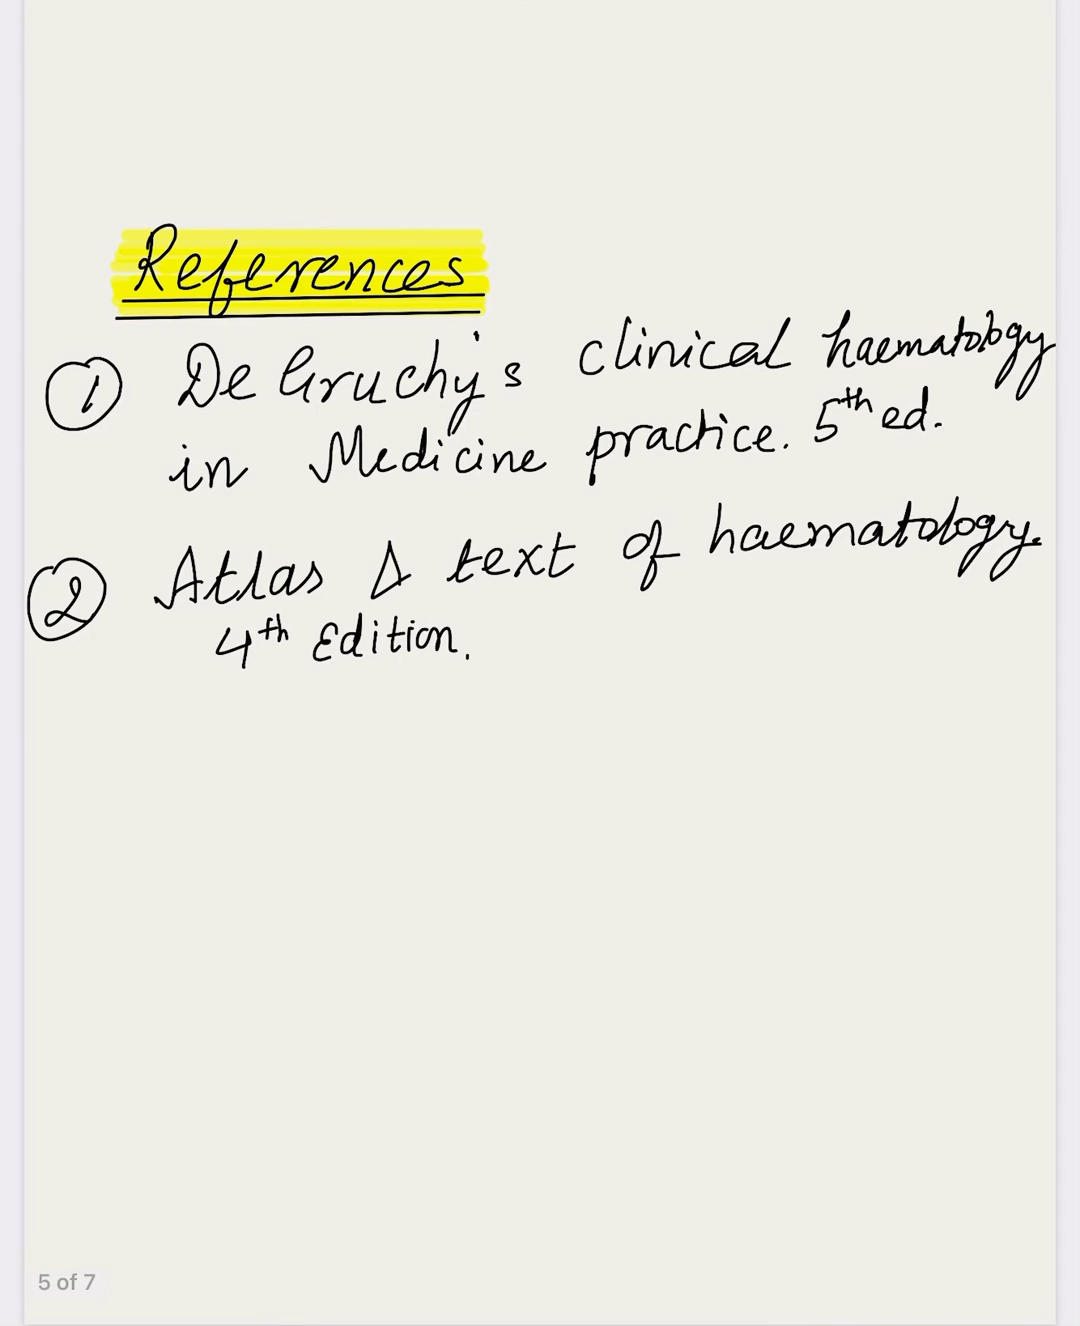 References
① De Gruchy's clinical haematology
in Medicine practice. 5th ed.
② Atlas & text of haematology.
4th Edition.
5 of 7